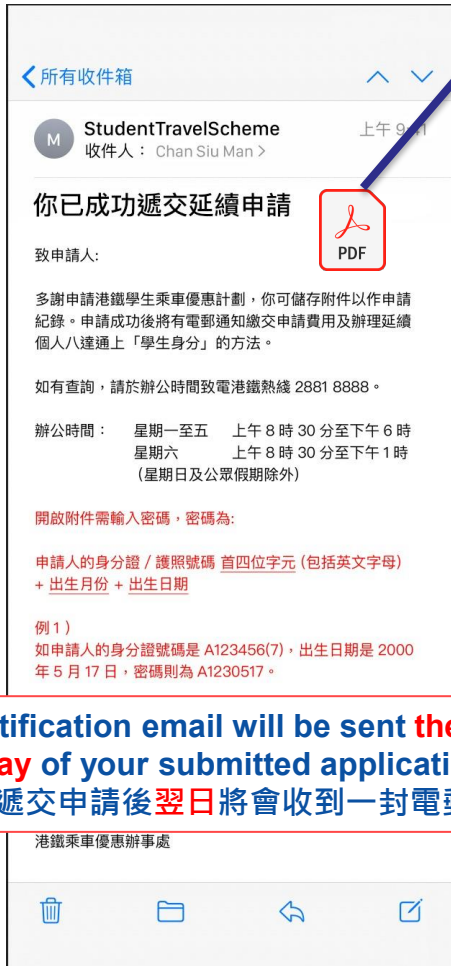 所有收件箱
M
StudentTravelScheme
上午 9:41
收件人： Chan Siu Man >
你已成功遞交延續申請
PDF
致申請人:
多謝申請港鐵學生乘車優惠計劃，你可儲存附件以作申請
紀錄。申請成功後將有電郵通知繳交申請費用及辦理延續
個人八達通上「學生身分」的方法。
如有查詢，請於辦公時間致電港鐵熱綫 2881 8888。
辦公時間： 星期一至五 上午 8 時 30 分至下午 6 時
星期六 上午 8 時 30 分至下午 1 時
(星期日及公眾假期除外)
開啟附件需輸入密碼，密碼為:
申請人的身分證 / 護照號碼 首四位字元 (包括英文字母)
+ 出生月份 + 出生日期
例 1 )
如申請人的身分證號碼是 A123456(7)，出生日期是 2000
年 5 月 17 日，密碼則為 A1230517。
tification email will be sent the
ay of your submitted applicati
遞交申請後翌日將會收到一封電郵
港鐵乘車優惠辦事處